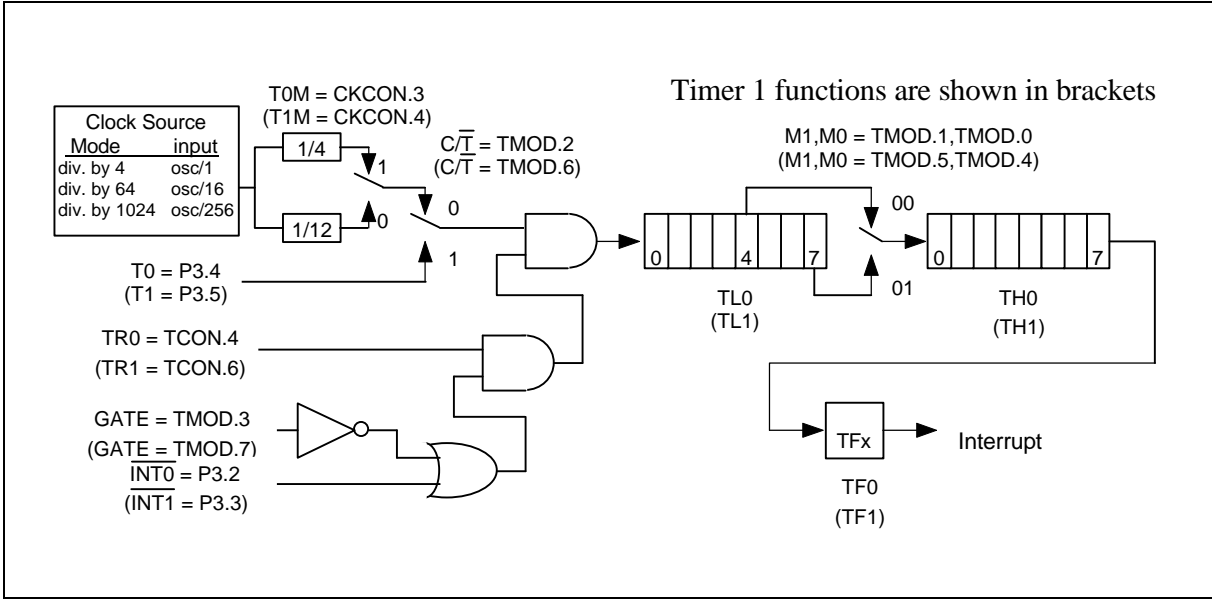 Timer 1 functions are shown in brackets
T0M = CKCON.3
(T1M = CKCON.4)
Clock Source
Mode input
div. by 4 osc/1
div. by 64 osc/16
div. by 1024 osc/256
1/4
1/12
1
0
C/T̅ = TMOD.2
(C/T̅ = TMOD.6)
0
1
T0 = P3.4
(T1 = P3.5)
TR0 = TCON.4
(TR1 = TCON.6)
GATE = TMOD.3
(GATE = TMOD.7)
I̅N̅T̅0̅ = P3.2
(I̅N̅T̅1̅ = P3.3)
M1,M0 = TMOD.1,TMOD.0
(M1,M0 = TMOD.5,TMOD.4)
0 4 7
TL0
(TL1)
00
01
0 7
TH0
(TH1)
TFx
Interrupt
TF0
(TF1)